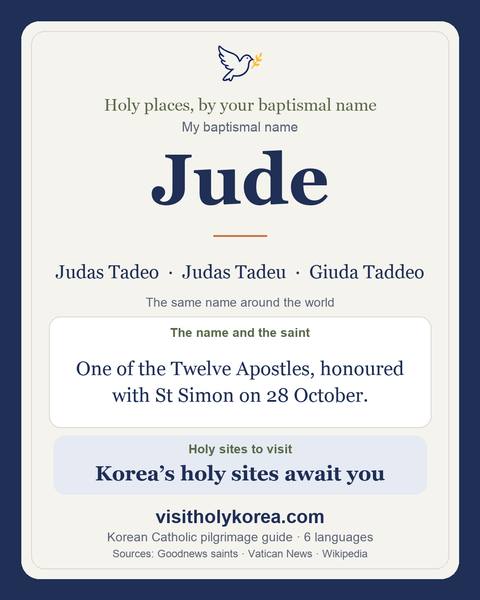 Holy places, by your baptismal name
My baptismal name
Jude
Judas Tadeo · Judas Tadeu · Giuda Taddeo
The same name around the world
The name and the saint
One of the Twelve Apostles, honoured
with St Simon on 28 October.
Holy sites to visit
Korea’s holy sites await you
visitholykorea.com
Korean Catholic pilgrimage guide · 6 languages
Sources: Goodnews saints · Vatican News · Wikipedia